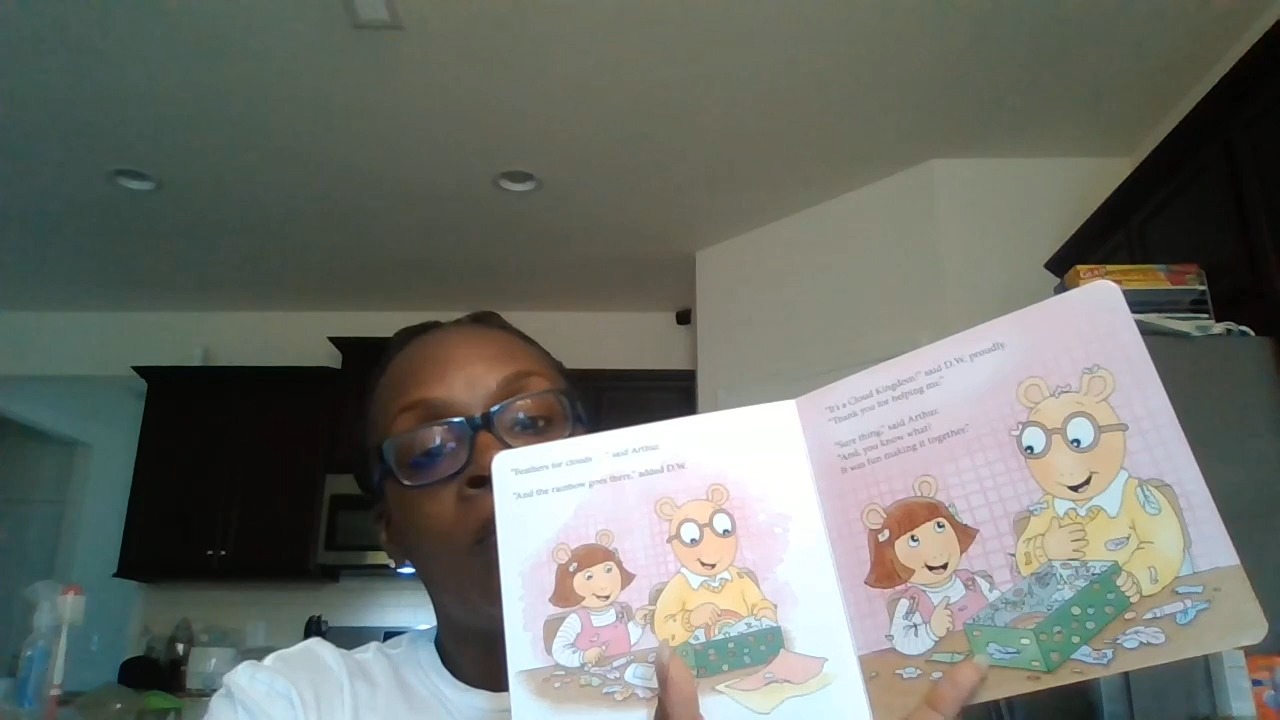 "Feathers for clouds said Arthur.
"And the rainbow goes there," added D.W.
"It's a Cloud Kingdom!" said D.W. proudly.
"Thank you for helping me."
"Sure thing," said Arthur.
"And, you know what?
It was fun making it together."